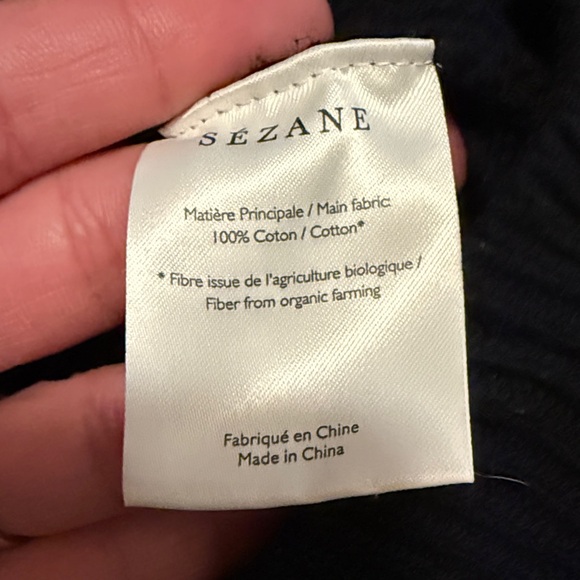 SÉZANE
Matière Principale / Main fabric:
100% Coton / Cotton*
* Fibre issue de l'agriculture biologique /
Fiber from organic farming
Fabriqué en Chine
Made in China